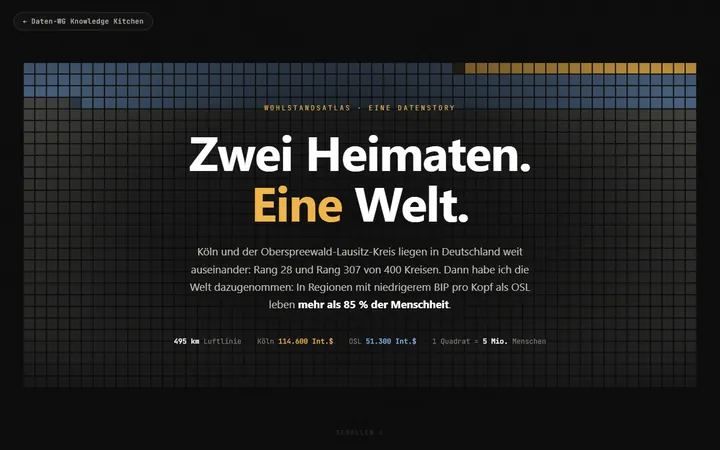 ← Daten-WG Knowledge Kitchen
WOHLSTANDSATLAS · EINE DATENSTORY
Zwei Heimaten.
Eine Welt.
Köln und der Oberspreewald-Lausitz-Kreis liegen in Deutschland weit
auseinander: Rang 28 und Rang 307 von 400 Kreisen. Dann habe ich die
Welt dazugenommen: In Regionen mit niedrigerem BIP pro Kopf als OSL
leben mehr als 85 % der Menschheit.
495 km Luftlinie Köln 114.600 Int.$ OSL 51.300 Int.$ 1 Quadrat = 5 Mio. Menschen
SCROLLEN ↓